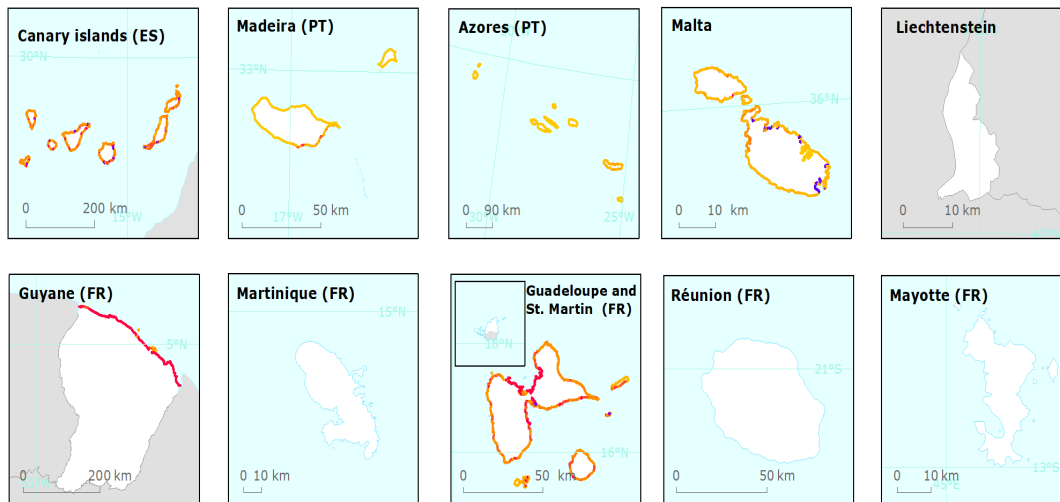 Canary islands (ES)
30°N
15°W
0 200 km
Madeira (PT)
33°N
17°W
0 50 km
Azores (PT)
30°W
25°W
0 90 km
Malta
36°N
0 10 km
Liechtenstein
0 10 km
Guyane (FR)
5°N
0 200 km
Martinique (FR)
15°N
0 10 km
Guadeloupe and
St. Martin (FR)
18°N
16°N
0 50 km
Réunion (FR)
21°S
0 50 km
Mayotte (FR)
13°S
45°E
0 10km